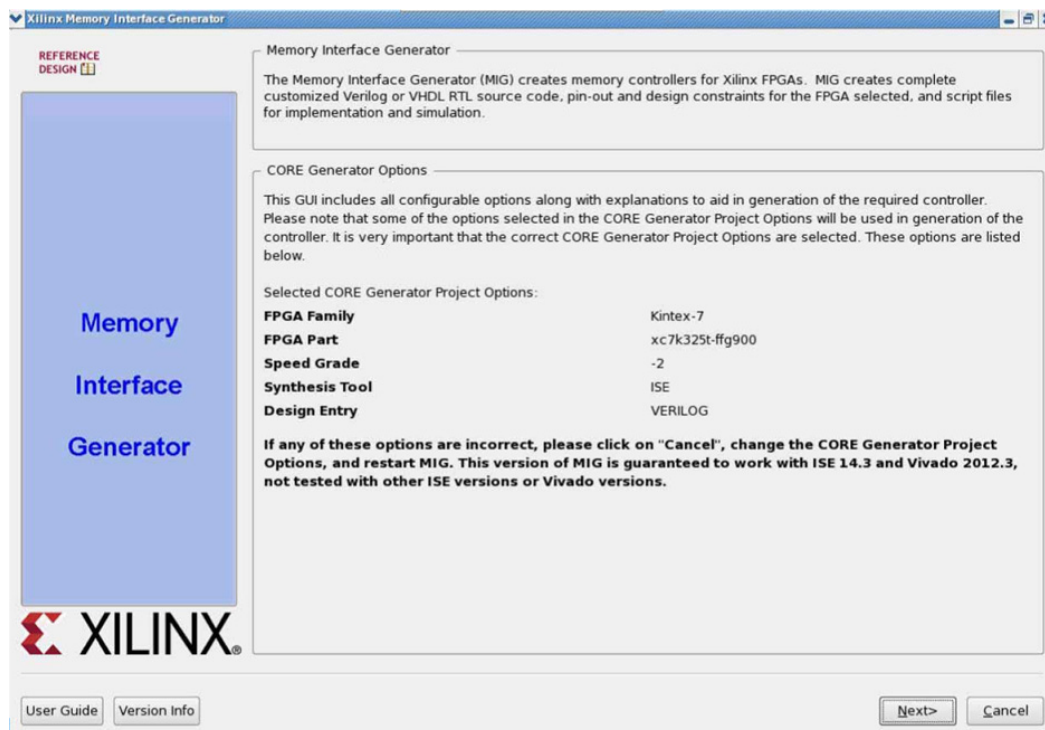 Xilinx Memory Interface Generator
REFERENCE
DESIGN
Memory
Interface
Generator
XILINX®
Memory Interface Generator
The Memory Interface Generator (MIG) creates memory controllers for Xilinx FPGAs. MIG creates complete
customized Verilog or VHDL RTL source code, pin-out and design constraints for the FPGA selected, and script files
for implementation and simulation.
CORE Generator Options
This GUI includes all configurable options along with explanations to aid in generation of the required controller.
Please note that some of the options selected in the CORE Generator Project Options will be used in generation of the
controller. It is very important that the correct CORE Generator Project Options are selected. These options are listed
below.
Selected CORE Generator Project Options:
FPGA Family Kintex-7
FPGA Part xc7k325t-ffg900
Speed Grade -2
Synthesis Tool ISE
Design Entry VERILOG
If any of these options are incorrect, please click on "Cancel", change the CORE Generator Project
Options, and restart MIG. This version of MIG is guaranteed to work with ISE 14.3 and Vivado 2012.3,
not tested with other ISE versions or Vivado versions.
User Guide Version Info Next> Cancel